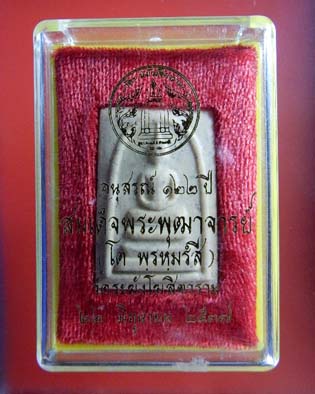 อนุสรณ์ ๑๒๒ ปี
สมเด็จพระพุฒาจารย์
(โต พฺรหฺมรํสี)
วัดระฆังโฆสิตาราม
๒๒ มิถุนายน ๒๕๓๗